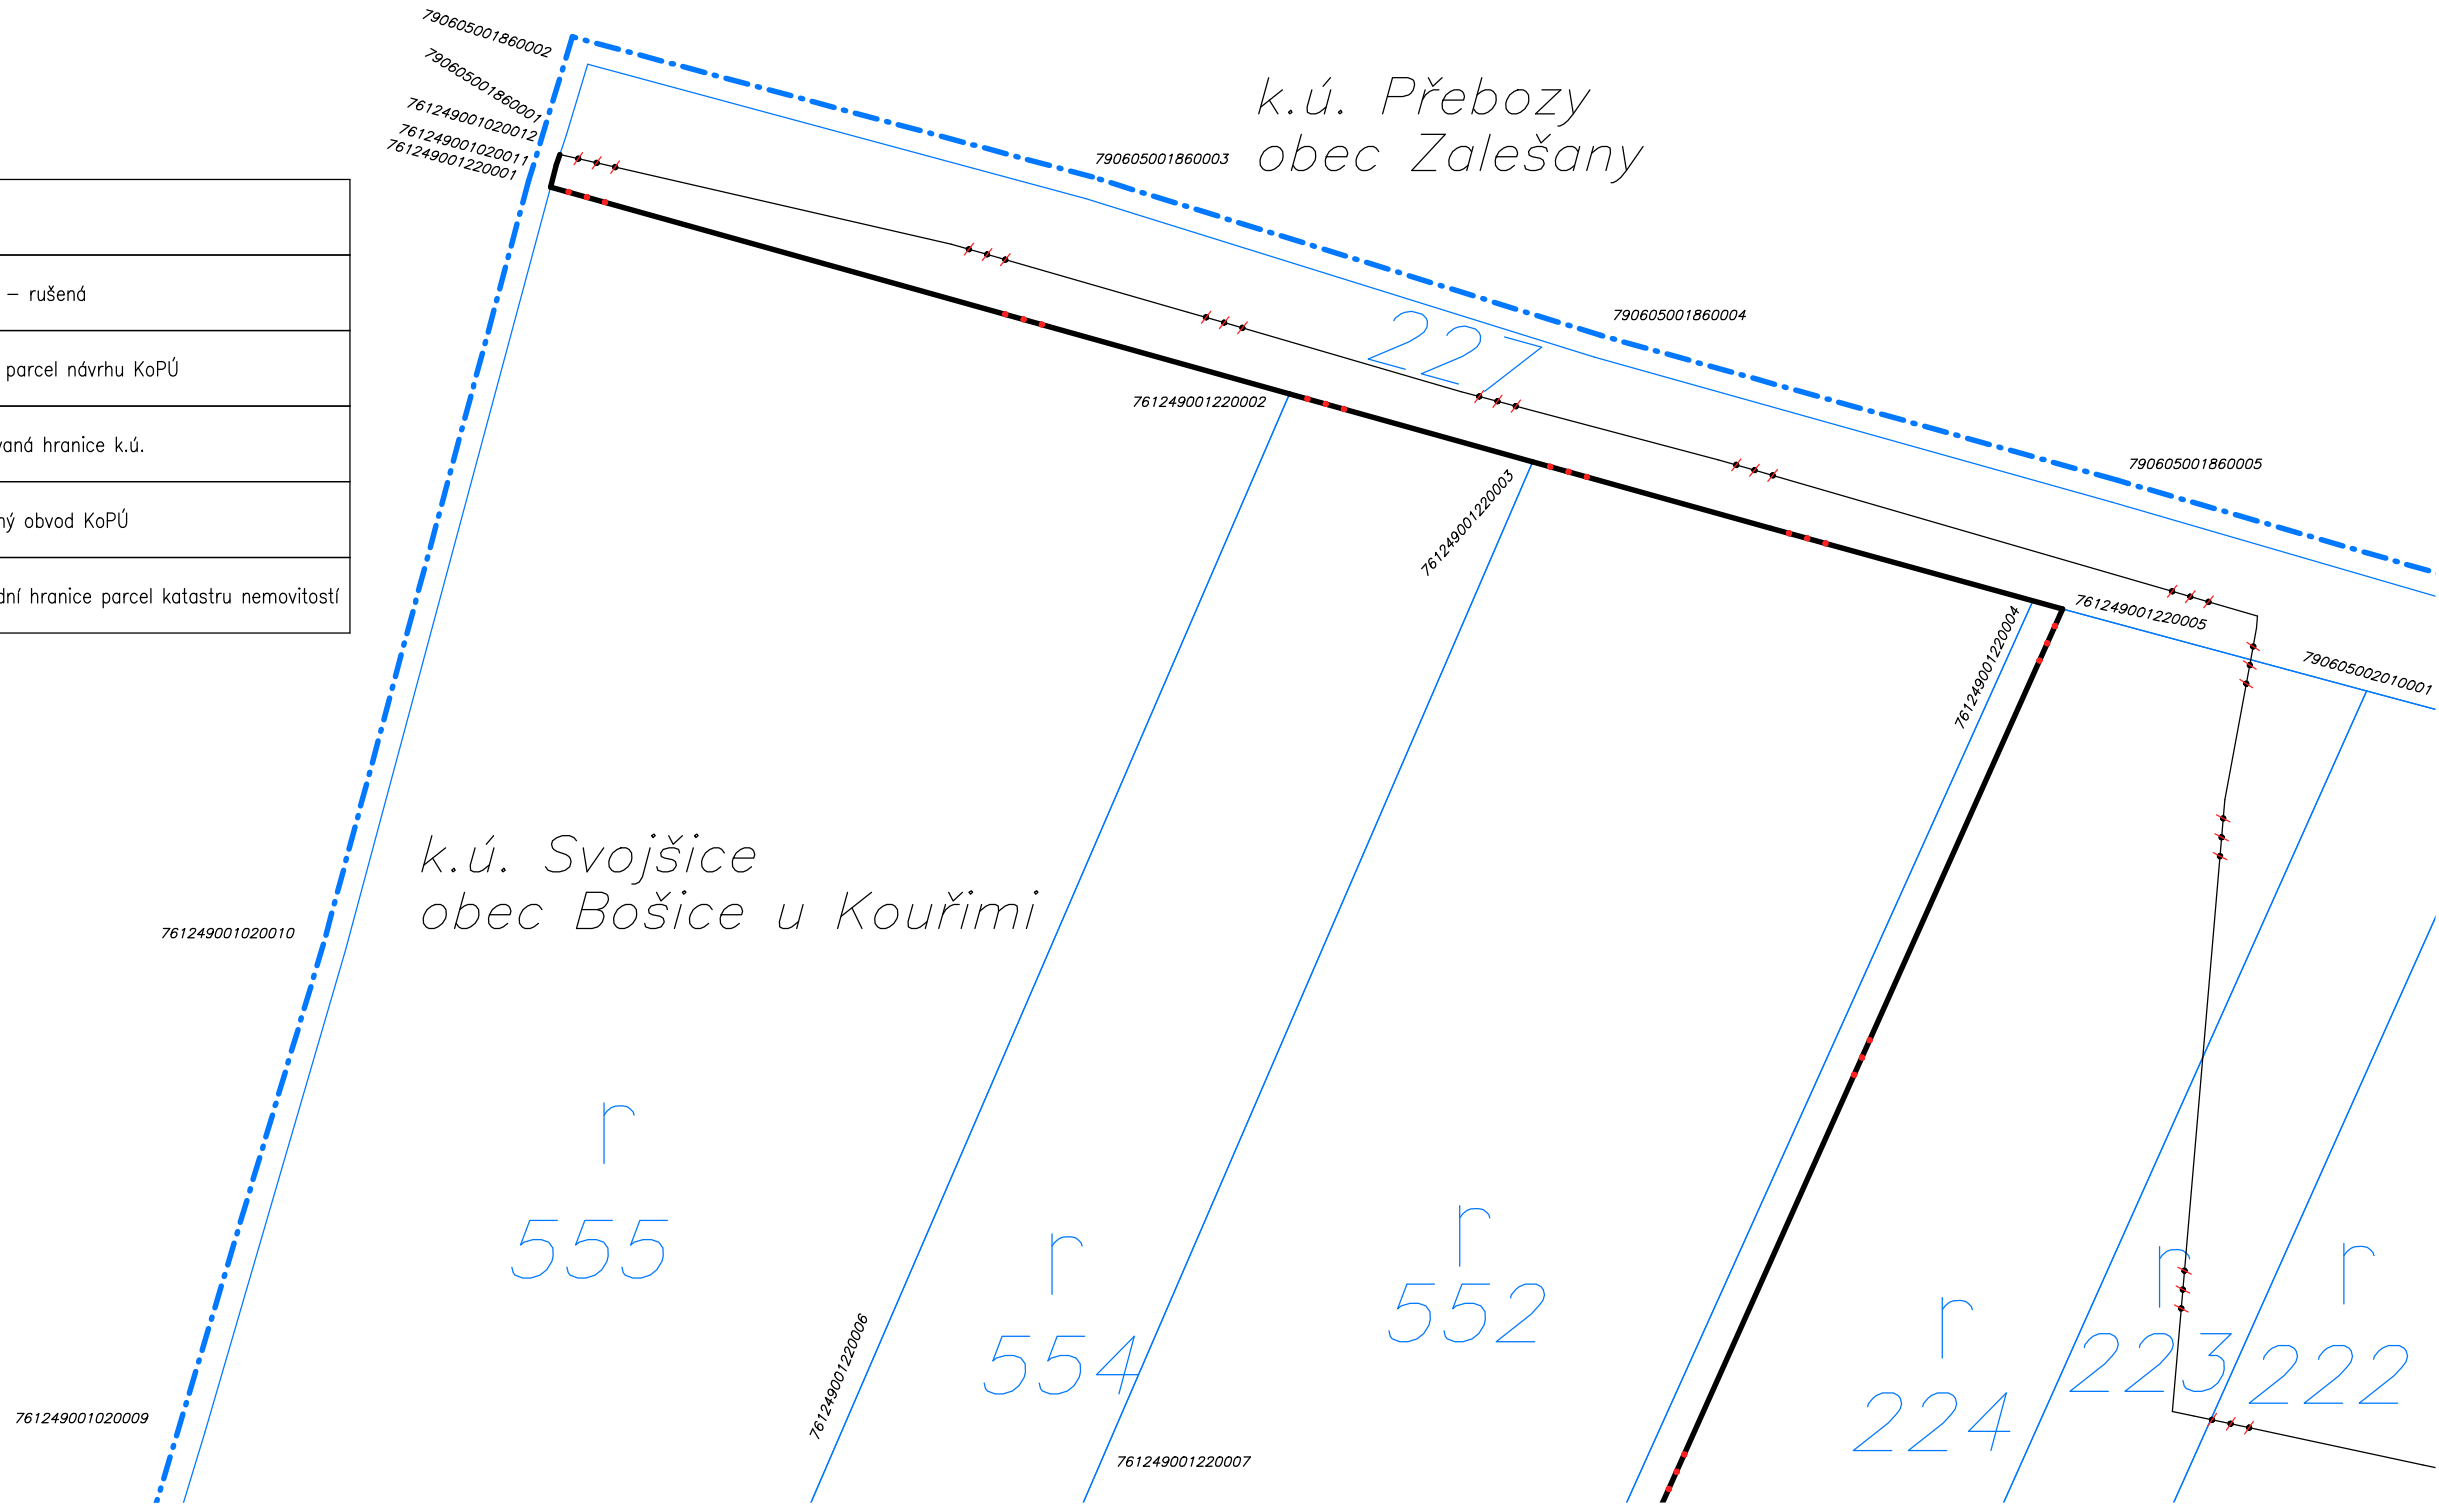 790605001860002
790605001860001
761249001020012
761249001020011
761249001220001
k.ú. Přebozy
obec Zalešany
790605001860003
– rušená
parcel návrhu KoPÚ
vaná hranice k.ú.
ný obvod KoPÚ
dní hranice parcel katastru nemovitostí
790605001860004
227
761249001220002
761249001220003
790605001860005
761249001220004
761249001220005
790605002010001
k.ú. Svojšice
obec Bošice u Kouřimi
761249001020010
r
555
r
554
r
552
r
224
r
223
r
222
761249001220006
761249001020009
761249001220007